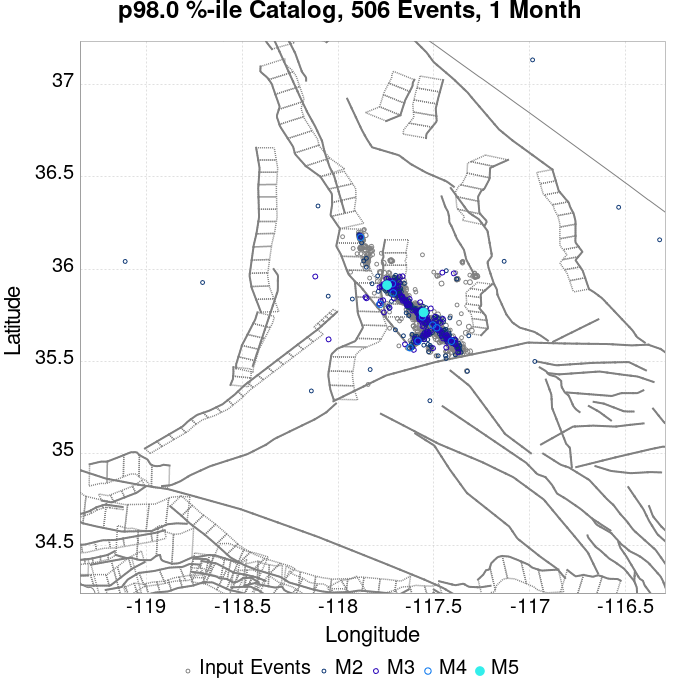 p98.0 %-ile Catalog, 506 Events, 1 Month
37
36.5
36
35.5
35
34.5
Latitude
-119 -118.5 -118 -117.5 -117 -116.5
Longitude
Input Events M2 M3 M4 M5